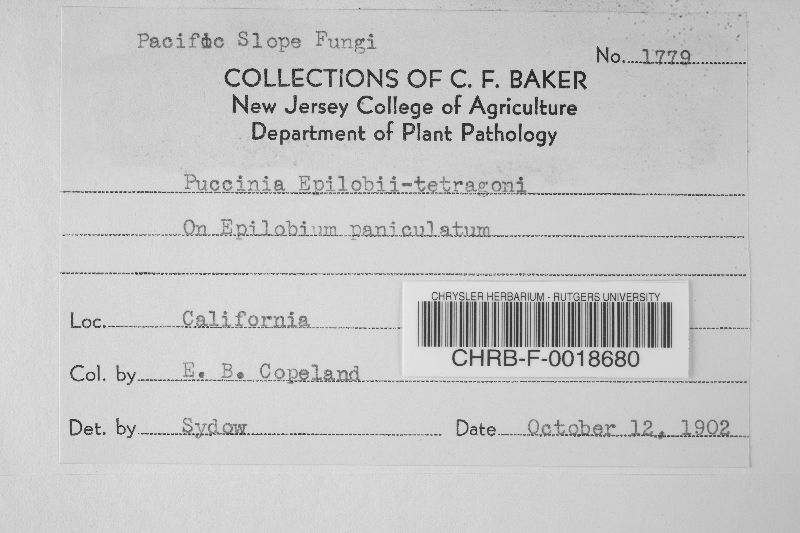 Pacific Slope Fungi
No. 1779
COLLECTIONS OF C. F. BAKER
New Jersey College of Agriculture
Department of Plant Pathology
Puccinia Epilobii-tetragoni
On Epilobium paniculatum
CHRYSLER HERBARIUM - RUTGERS UNIVERSITY
CHRB-F-0018680
Loc. California
Col. by E. B. Copeland
Det. by Sydow Date October 12, 1902